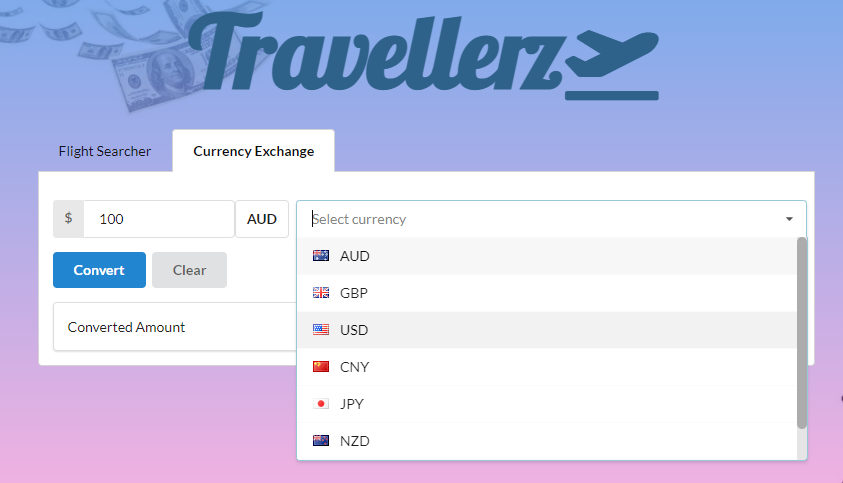 Travellerz
Flight Searcher
Currency Exchange
$ 100 AUD Select currency
Convert Clear
Converted Amount
AUD
GBP
USD
CNY
JPY
NZD